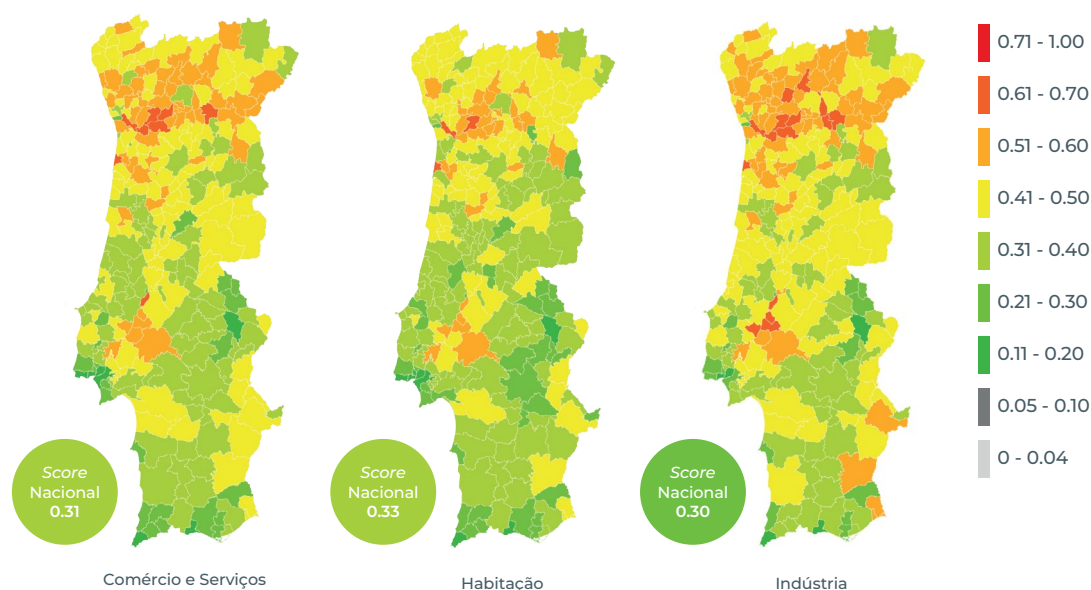 0.71 - 1.00
0.61 - 0.70
0.51 - 0.60
0.41 - 0.50
0.31 - 0.40
0.21 - 0.30
0.11 - 0.20
0.05 - 0.10
0 - 0.04
Score
Nacional
0.31
Score
Nacional
0.33
Score
Nacional
0.30
Comércio e Serviços
Habitação
Indústria